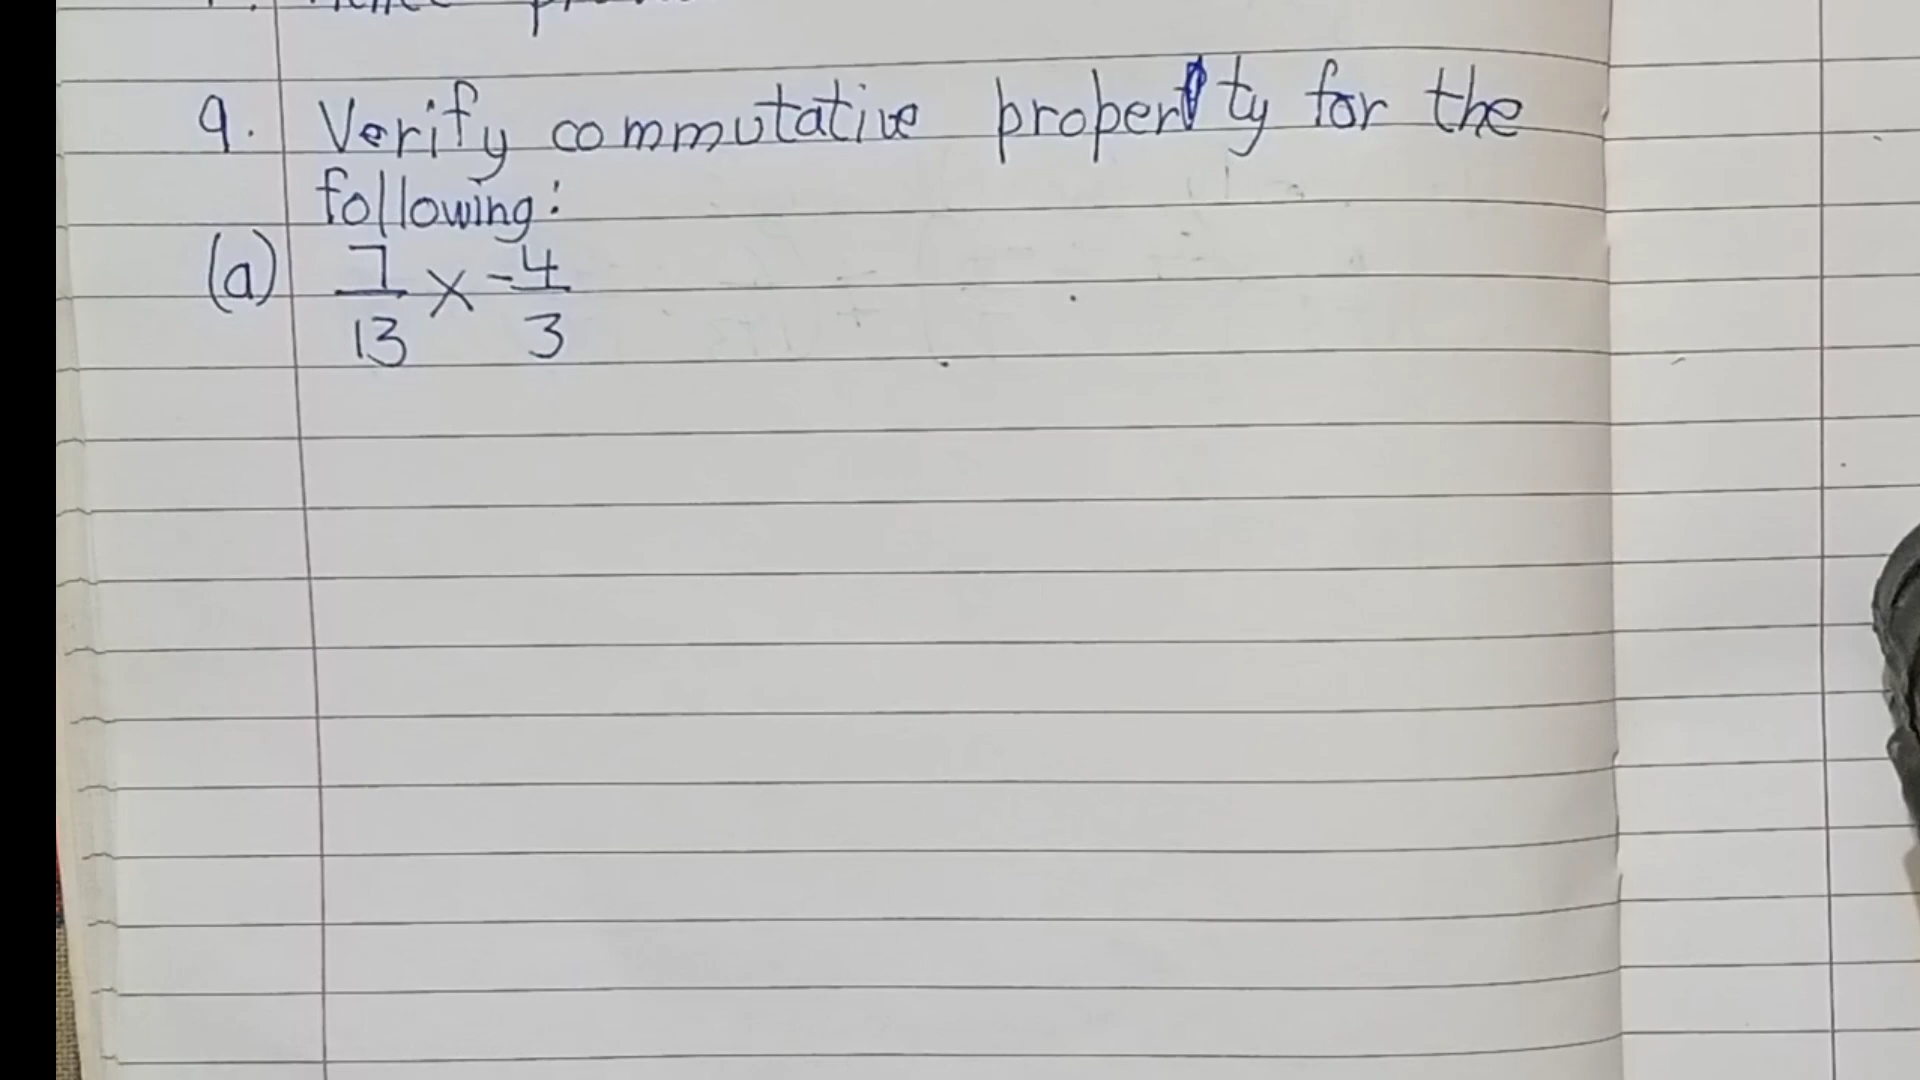 9. Verify commutative property for the
following:
(a) 7/13 × -4/3